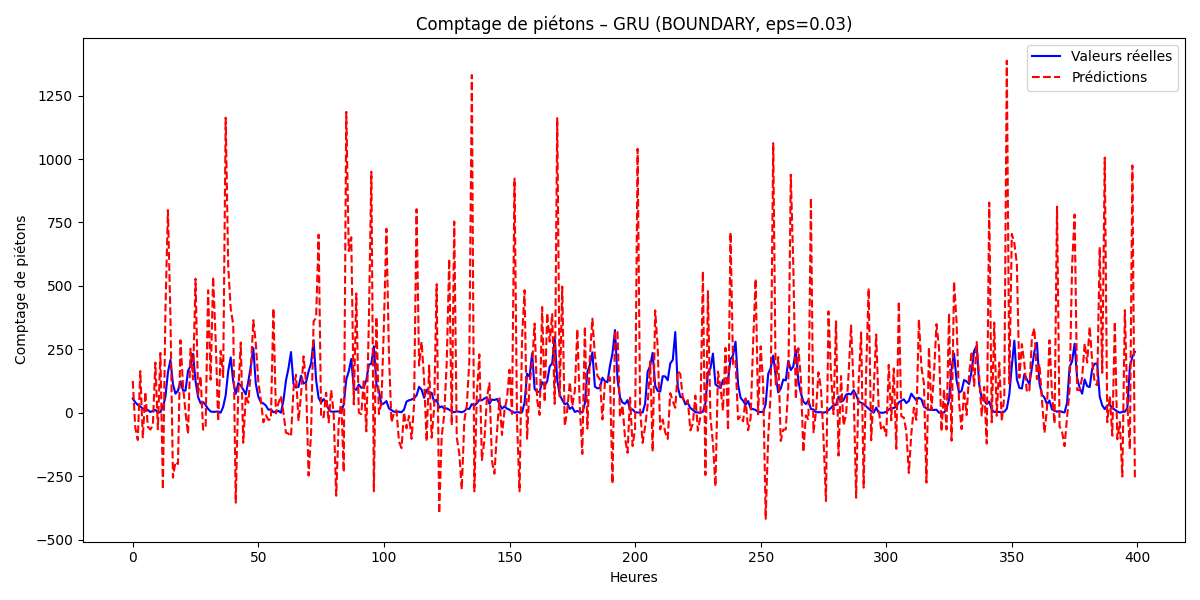 Comptage de piétons – GRU (BOUNDARY, eps=0.03)
Valeurs réelles
Prédictions
Comptage de piétons
1250
1000
750
500
250
0
−250
−500
0 50 100 150 200 250 300 350 400
Heures